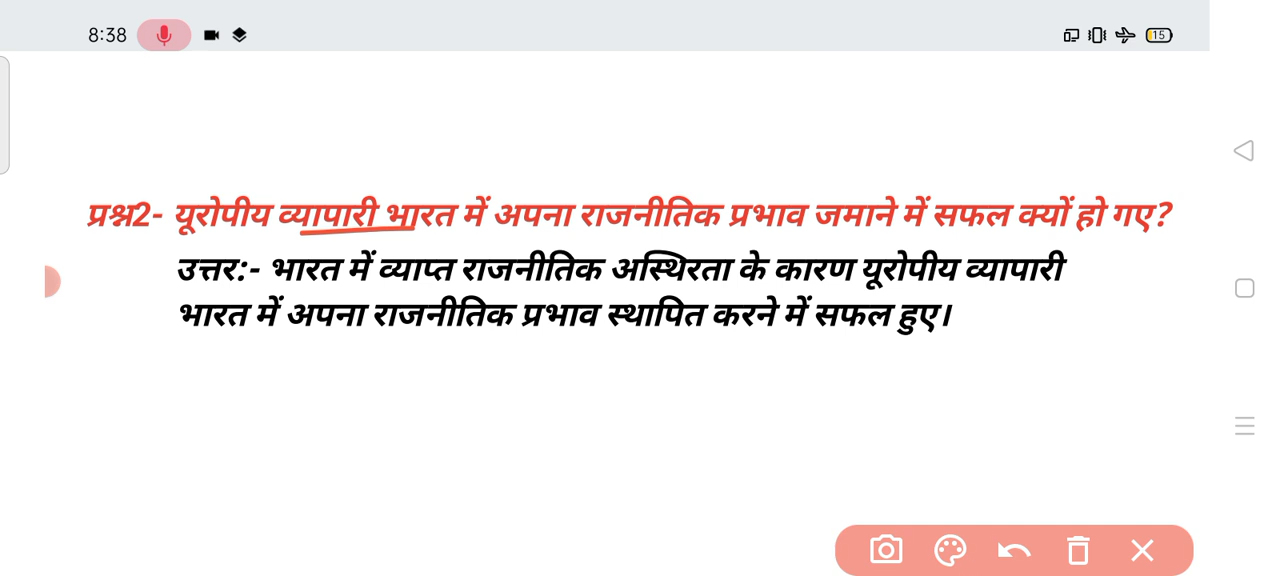 8:38
15
प्रश्न2- यूरोपीय व्यापारी भारत में अपना राजनीतिक प्रभाव जमाने में सफल क्यों हो गए?
उत्तर:- भारत में व्याप्त राजनीतिक अस्थिरता के कारण यूरोपीय व्यापारी
भारत में अपना राजनीतिक प्रभाव स्थापित करने में सफल हुए।